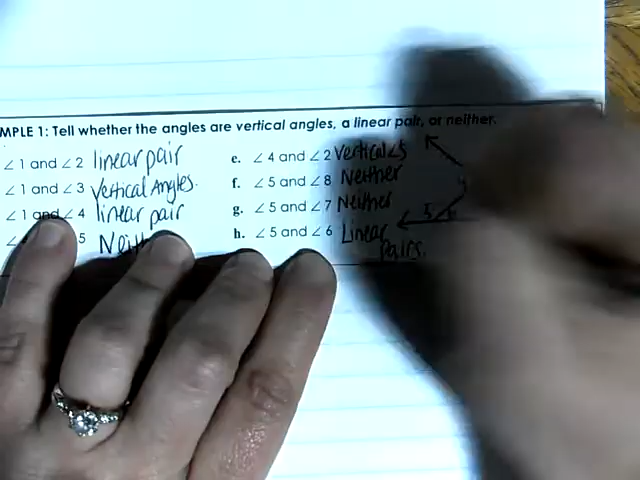 MPLE 1: Tell whether the angles are vertical angles, a linear pair, or neither.
∠ 1 and ∠ 2 linear pair
∠ 1 and ∠ 3 Vertical Angles.
∠ 1 and ∠ 4 linear pair
5
e. ∠ 4 and ∠ 2 Vertical ∠s
f. ∠ 5 and ∠ 8 Neither
g. ∠ 5 and ∠ 7 Neither
h. ∠ 5 and ∠ 6 Linear
Pairs.
5